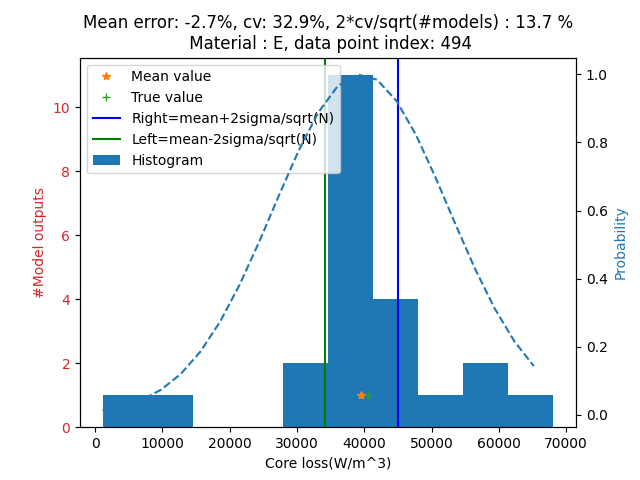 Mean error: -2.7%, cv: 32.9%, 2*cv/sqrt(#models) : 13.7 %
Material : E, data point index: 494
Mean value
True value
Right=mean+2sigma/sqrt(N)
Left=mean-2sigma/sqrt(N)
Histogram
#Model outputs
10
8
6
4
2
0
Probability
1.0
0.8
0.6
0.4
0.2
0.0
0 10000 20000 30000 40000 50000 60000 70000
Core loss(W/m^3)